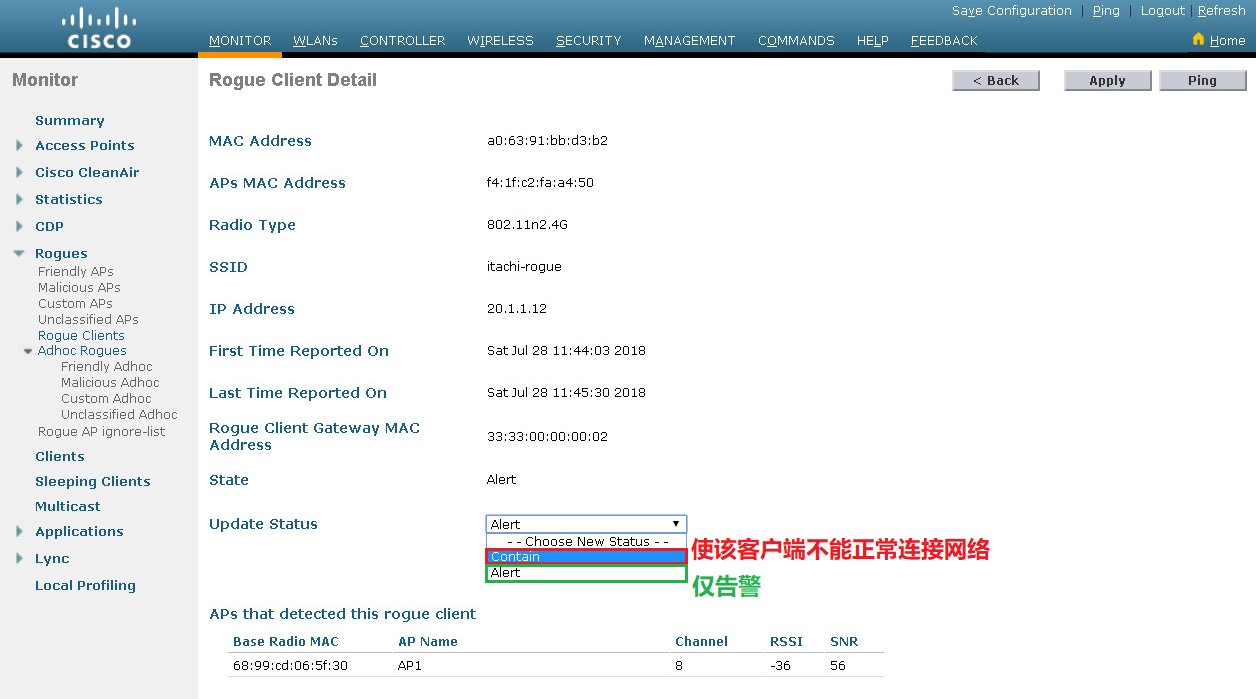 Save Configuration | Ping | Logout | Refresh
CISCO
MONITOR WLANs CONTROLLER WIRELESS SECURITY MANAGEMENT COMMANDS HELP FEEDBACK Home
Monitor
Summary
Access Points
Cisco CleanAir
Statistics
CDP
Rogues
Friendly APs
Malicious APs
Custom APs
Unclassified APs
Rogue Clients
Adhoc Rogues
Friendly Adhoc
Malicious Adhoc
Custom Adhoc
Unclassified Adhoc
Rogue AP ignore-list
Clients
Sleeping Clients
Multicast
Applications
Lync
Local Profiling
Rogue Client Detail
< Back Apply Ping
MAC Address a0:63:91:bb:d3:b2
APs MAC Address f4:1f:c2:fa:a4:50
Radio Type 802.11n2.4G
SSID itachi-rogue
IP Address 20.1.1.12
First Time Reported On Sat Jul 28 11:44:03 2018
Last Time Reported On Sat Jul 28 11:45:30 2018
Rogue Client Gateway MAC
Address 33:33:00:00:00:02
State Alert
Update Status Alert
- - Choose New Status - -
Contain 使该客户端不能正常连接网络
Alert 仅告警
APs that detected this rogue client
Base Radio MAC AP Name Channel RSSI SNR
68:99:cd:06:5f:30 AP1 8 -36 56